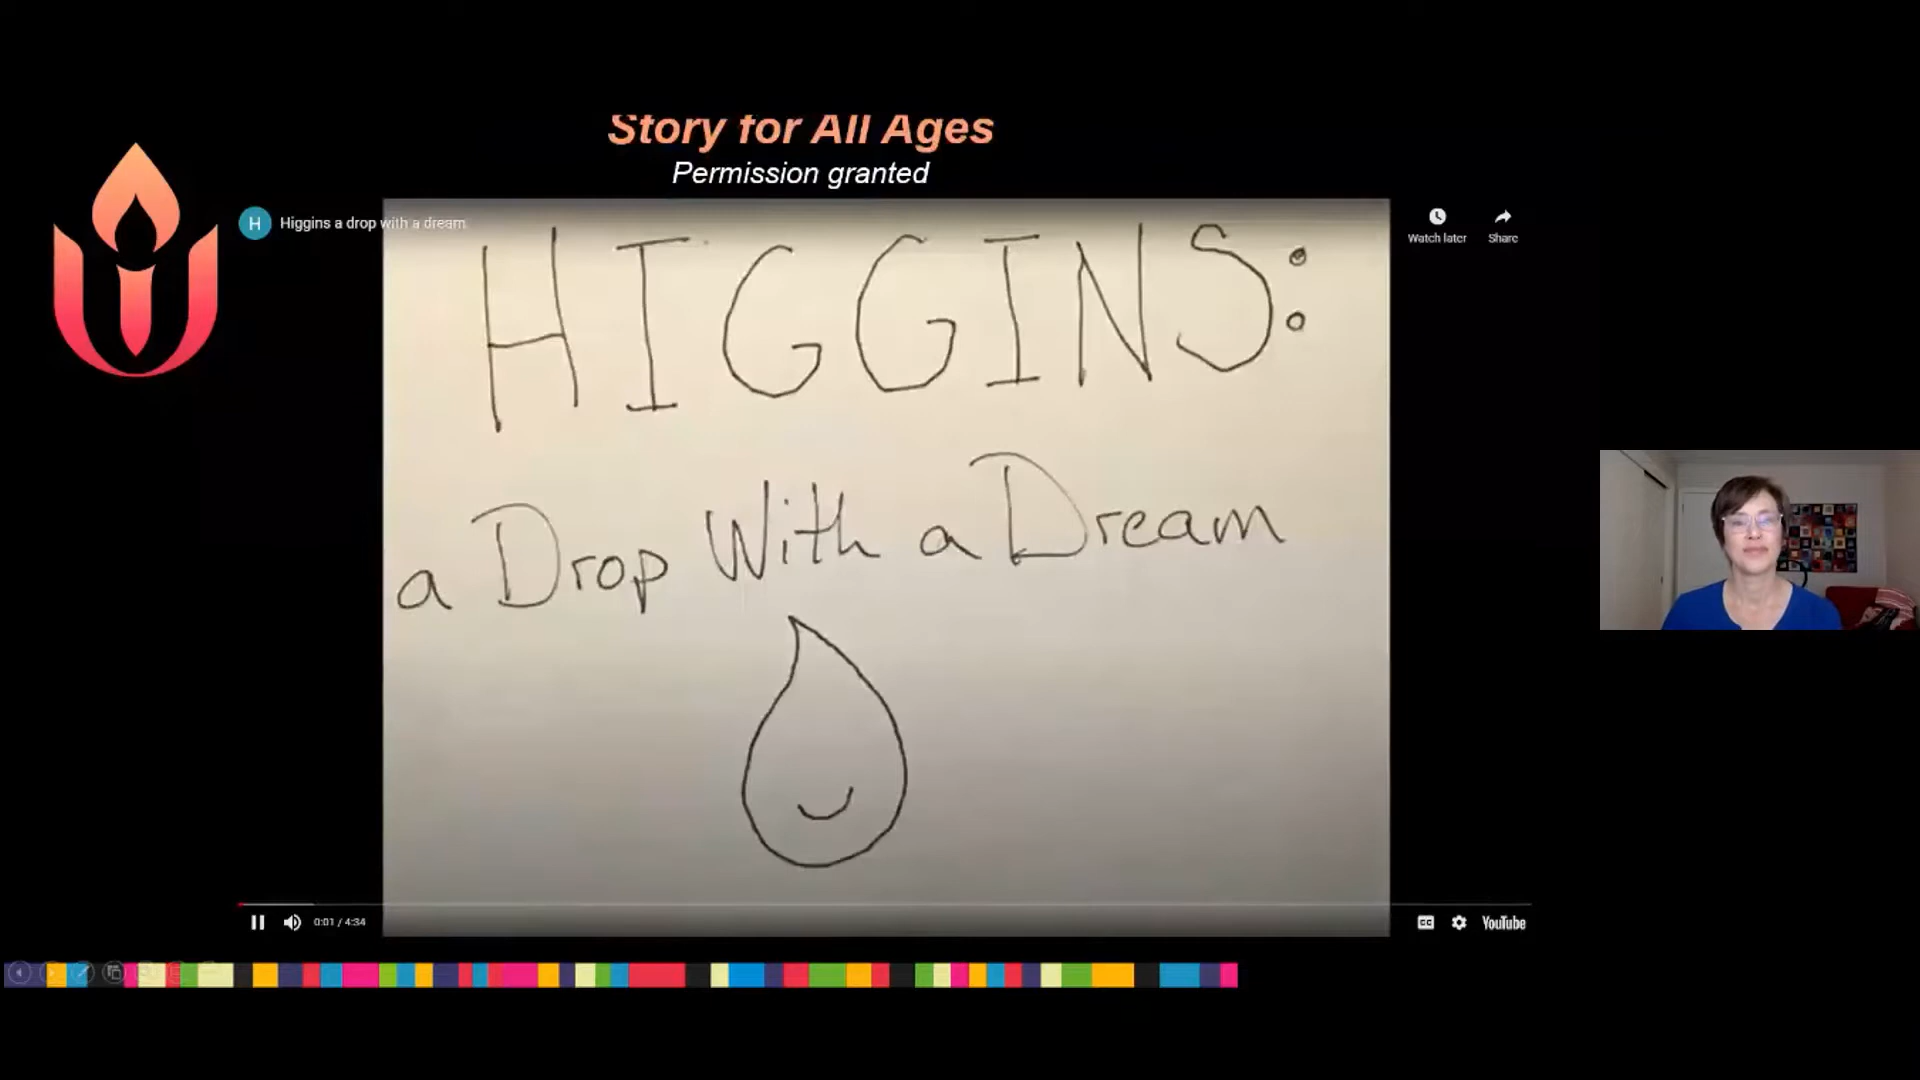 Story for All Ages
Permission granted
H
Higgins a drop with a dream
Watch later
Share
HIGGINS:
a Drop With a Dream
0:01 / 4:34
CC
YouTube